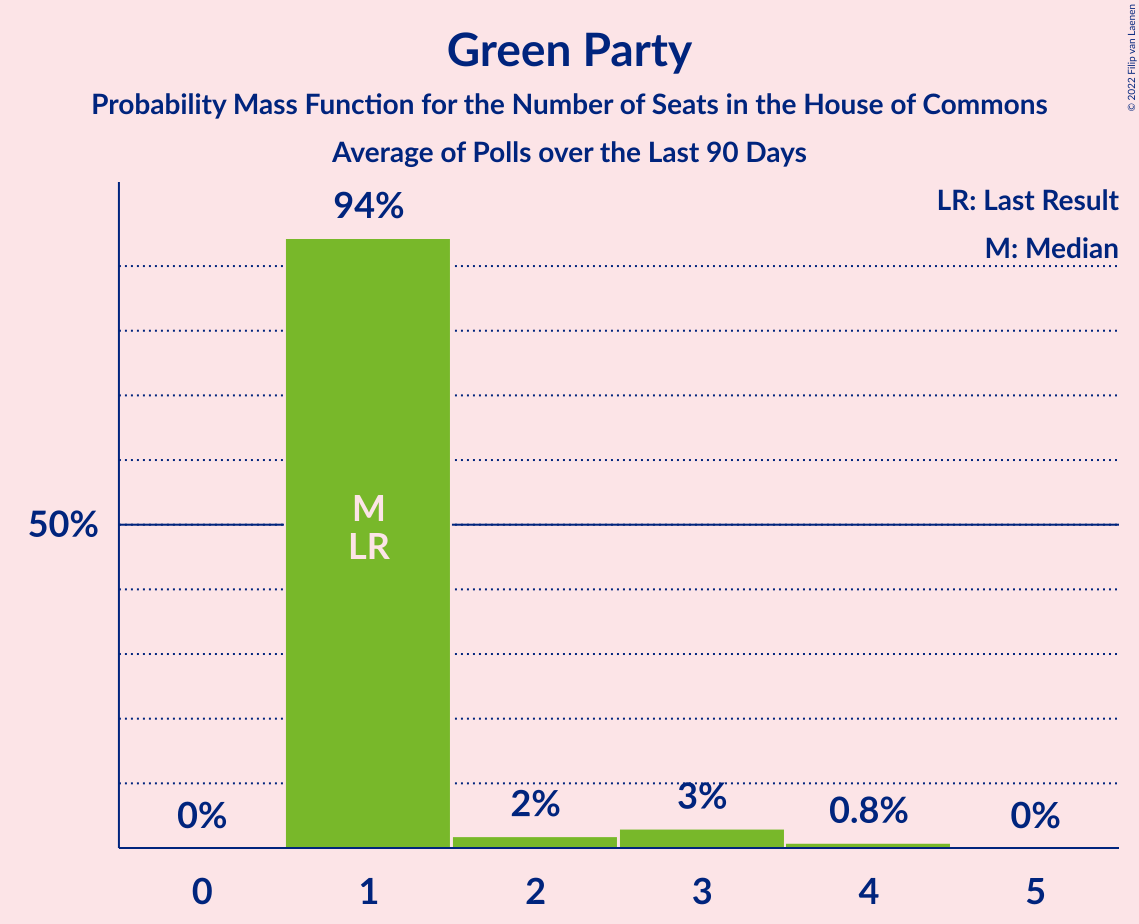 Green Party
Probability Mass Function for the Number of Seats in the House of Commons
Average of Polls over the Last 90 Days
© 2022 Filip van Laenen
LR: Last Result
M: Median
94%
50%
M
LR
0%
2%
3%
0.8%
0%
0
1
2
3
4
5